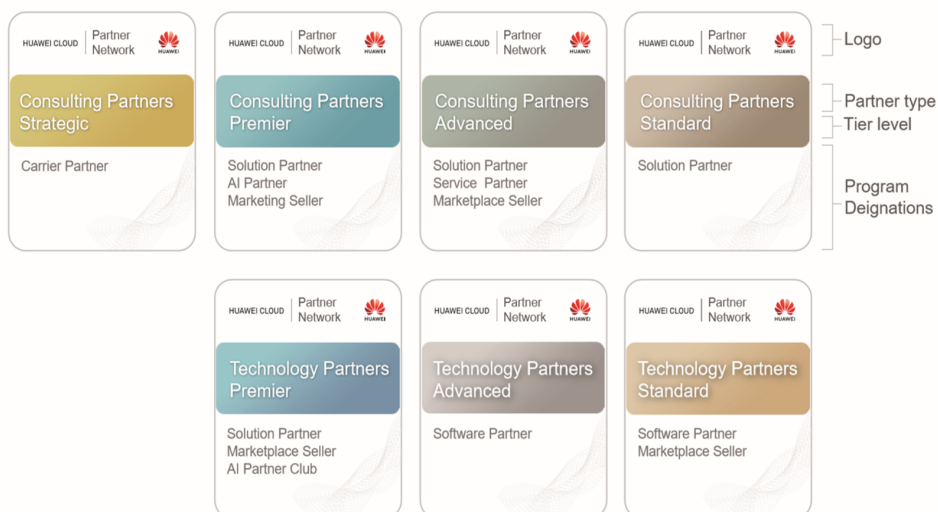 HUAWEI CLOUD
Partner
Network
HUAWEI
Consulting Partners
Strategic
Carrier Partner
HUAWEI CLOUD
Partner
Network
HUAWEI
Consulting Partners
Premier
Solution Partner
AI Partner
Marketing Seller
HUAWEI CLOUD
Partner
Network
HUAWEI
Consulting Partners
Advanced
Solution Partner
Service Partner
Marketplace Seller
HUAWEI CLOUD
Partner
Network
HUAWEI
Consulting Partners
Standard
Solution Partner
Logo
Partner type
Tier level
Program
Deignations
HUAWEI CLOUD
Partner
Network
HUAWEI
Technology Partners
Premier
Solution Partner
Marketplace Seller
AI Partner Club
HUAWEI CLOUD
Partner
Network
HUAWEI
Technology Partners
Advanced
Software Partner
HUAWEI CLOUD
Partner
Network
HUAWEI
Technology Partners
Standard
Software Partner
Marketplace Seller